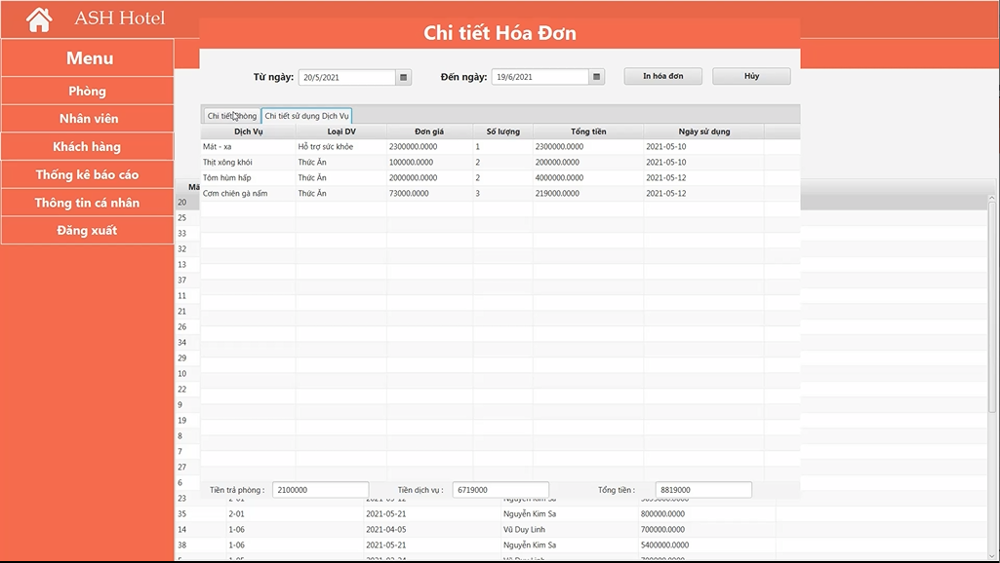 ASH Hotel
Chi tiết Hóa Đơn
Menu
Phòng
Nhân viên
Khách hàng
Thống kê báo cáo
Thông tin cá nhân
Đăng xuất
Từ ngày: 20/5/2021 Đến ngày: 19/6/2021 In hóa đơn Hủy
Chi tiết Phòng Chi tiết sử dụng Dịch Vụ
Dịch Vụ Loại DV Đơn giá Số lượng Tổng tiền Ngày sử dụng
Mát - xa Hỗ trợ sức khỏe 2300000.0000 1 2300000.0000 2021-05-10
Thịt xông khói Thức Ăn 100000.0000 2 200000.0000 2021-05-10
Tôm hùm hấp Thức Ăn 2000000.0000 2 4000000.0000 2021-05-12
Cơm chiên gà nấm Thức Ăn 73000.0000 3 219000.0000 2021-05-12
20
25
33
32
13
37
11
21
26
34
29
10
22
9
19
8
7
27
6
Tiền trả phòng : 2100000 Tiền dịch vụ : 6719000 Tổng tiền : 8819000
23 2-01 2021-05-12 Nguyễn Kim Sa
35 2-01 2021-05-21 Nguyễn Kim Sa 800000.0000
14 1-06 2021-04-05 Vũ Duy Linh 700000.0000
38 1-06 2021-05-21 Nguyễn Kim Sa 5400000.0000